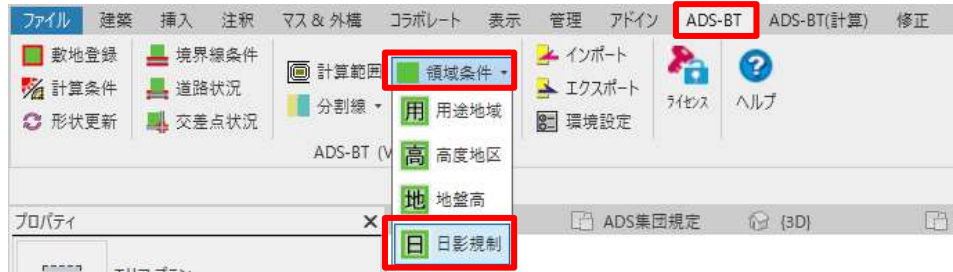 ファイル 建築 挿入 注釈 マス & 外構 コラボレート 表示 管理 アドイン ADS-BT ADS-BT(計算) 修正
敷地登録 境界線条件 計算範囲 領域条件 インポート
計算条件 道路状況 分割線 用途地域 エクスポート ライセンス ヘルプ
形状更新 交差点状況 高度地区 環境設定
ADS-BT (V
地盤高
日影規制
プロパティ ADS集団規定 {3D}